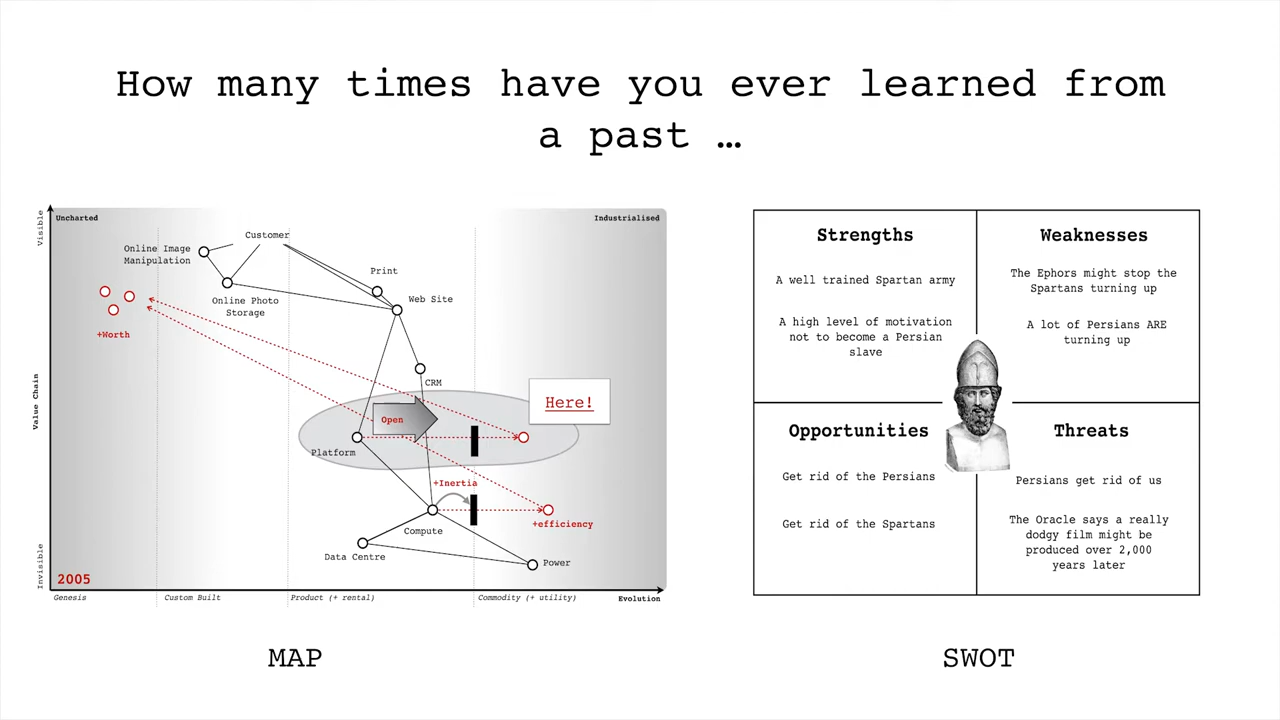 How many times have you ever learned from
a past …
Visible
Uncharted
Industrialised
Customer
Online Image
Manipulation
Print
Online Photo
Storage
Web Site
+Worth
CRM
Value Chain
Here!
Open
Platform
+Inertia
+efficiency
Compute
Data Centre
Power
Invisible
2005
Genesis
Custom Built
Product (+ rental)
Commodity (+ utility)
Evolution
MAP
Strengths
A well trained Spartan army
A high level of motivation
not to become a Persian
slave
Weaknesses
The Ephors might stop the
Spartans turning up
A lot of Persians ARE
turning up
Opportunities
Get rid of the Persians
Get rid of the Spartans
Threats
Persians get rid of us
The Oracle says a really
dodgy film might be
produced over 2,000
years later
SWOT